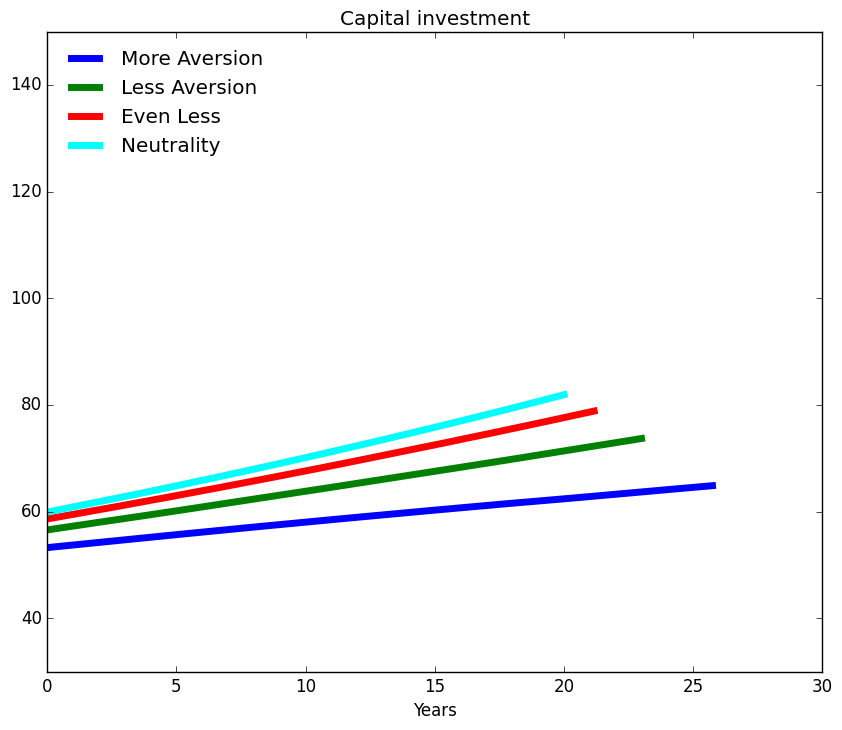 Capital investment
More Aversion
Less Aversion
Even Less
Neutrality
140
120
100
80
60
40
0 5 10 15 20 25 30
Years